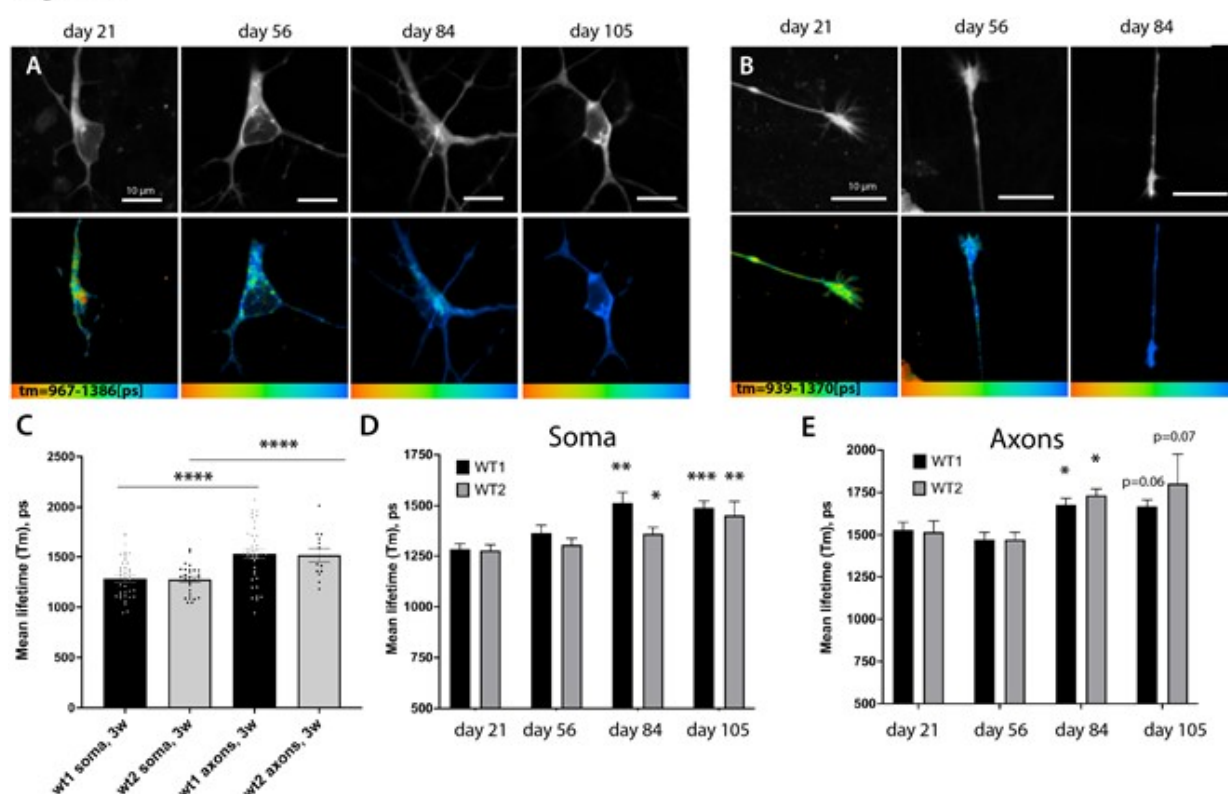 day 21 day 56 day 84 day 105
A
10 µm
tm=967-1386[ps]
day 21 day 56 day 84
B
10 µm
tm=939-1370[ps]
C
****
****
Mean lifetime (Tm), ps
2500
2000
1500
1000
500
0
wt1 soma, 3w
wt2 soma, 3w
wt1 axons, 3w
wt2 axons, 3w
D
Soma
WT1
WT2
** * *** **
Mean lifetime (Tm), ps
1750
1500
1250
1000
750
500
day 21 day 56 day 84 day 105
E
Axons
WT1
WT2
* * p=0.06 p=0.07
Mean lifetime (Tm), ps
2000
1750
1500
1250
1000
750
500
day 21 day 56 day 84 day 105